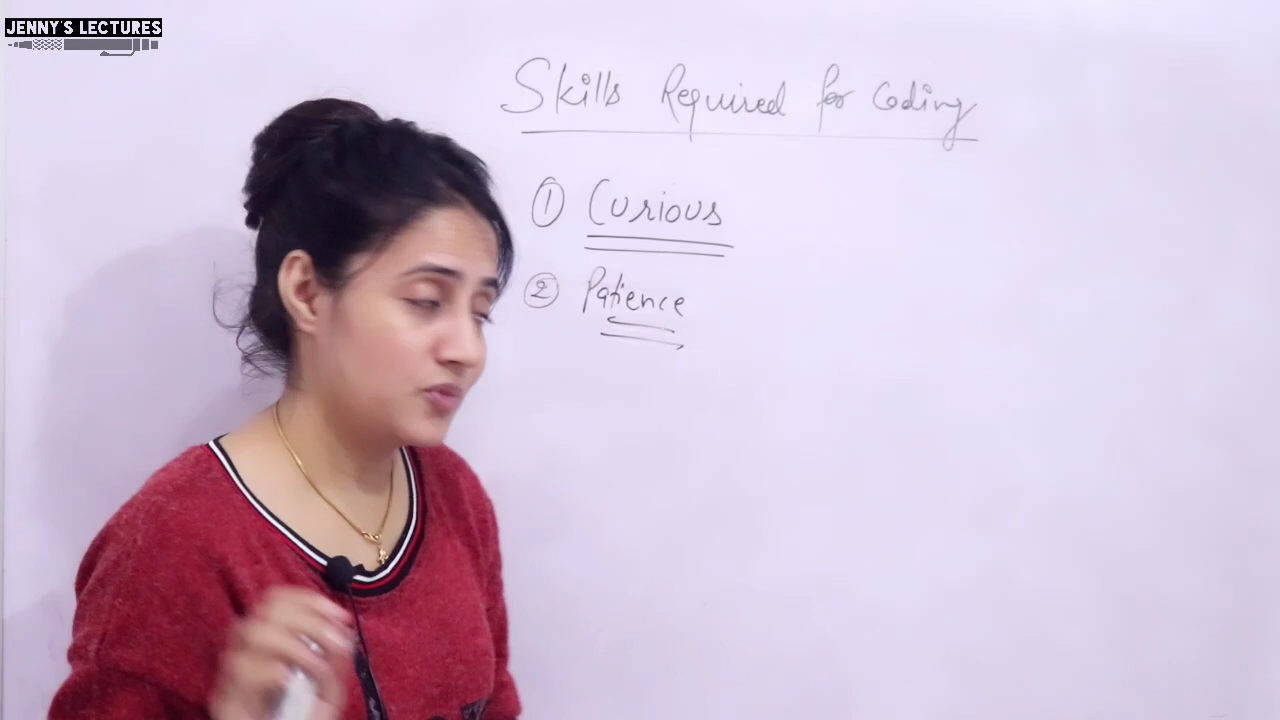 JENNY'S LECTURES
Skills Required for Coding
① Curious
② Patience